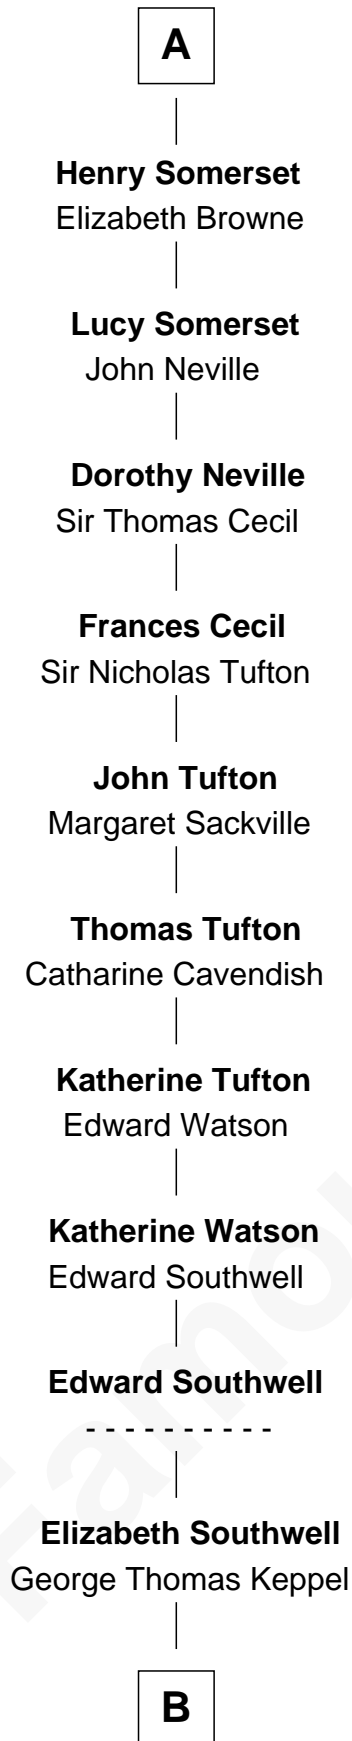 A
Henry Somerset
Elizabeth Browne
Lucy Somerset
John Neville
Dorothy Neville
Sir Thomas Cecil
Frances Cecil
Sir Nicholas Tufton
John Tufton
Margaret Sackville
Thomas Tufton
Catharine Cavendish
Katherine Tufton
Edward Watson
Katherine Watson
Edward Southwell
Edward Southwell
- - - - - - - - - -
Elizabeth Southwell
George Thomas Keppel
B